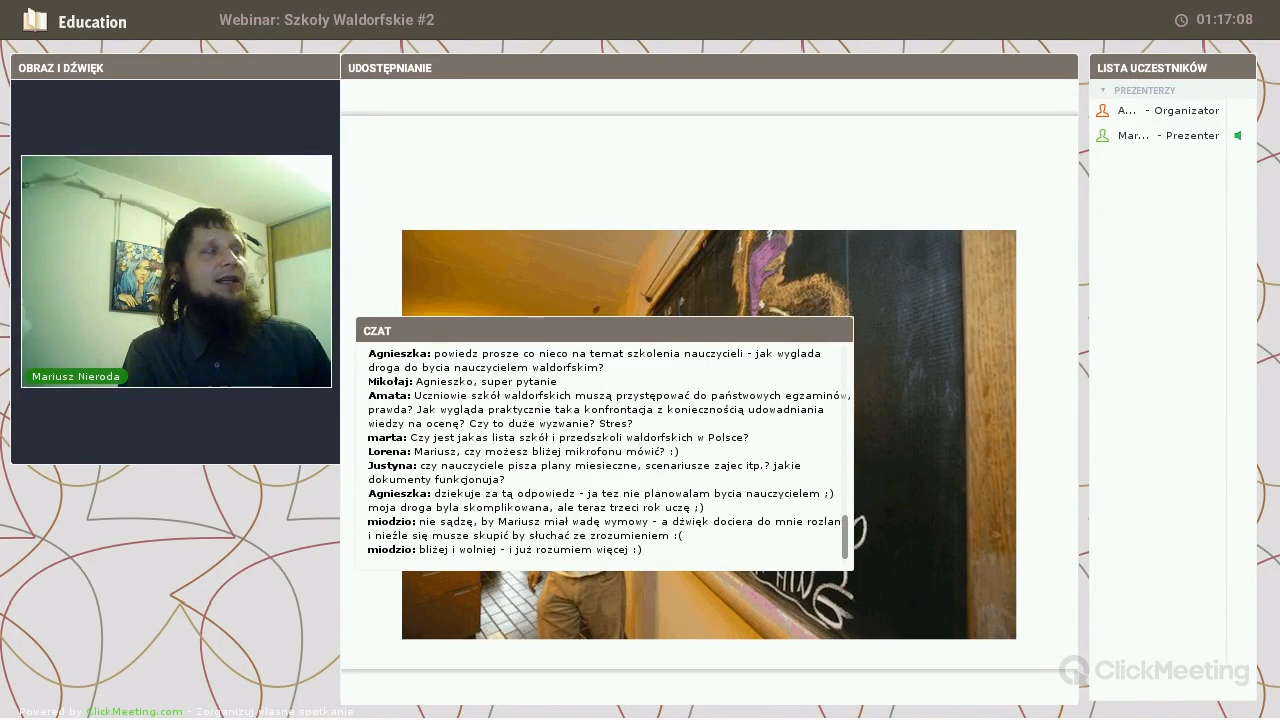 Education
Webinar: Szkoły Waldorfskie #2
01:17:08
OBRAZ I DŹWIĘK
UDOSTĘPNIANIE
LISTA UCZESTNIKÓW
PREZENTERZY
A... - Organizator
Mar... - Prezenter
Mariusz Nieroda
CZAT
Agnieszka: powiedz prosze co nieco na temat szkolenia nauczycieli - jak wyglada
droga do bycia nauczycielem waldorfskim?
Mikołaj: Agnieszko, super pytanie
Amata: Uczniowie szkół waldorfskich muszą przystępować do państwowych egzaminów,
prawda? Jak wygląda praktycznie taka konfrontacja z koniecznością udowadniania
wiedzy na ocenę? Czy to duże wyzwanie? Stres?
marta: Czy jest jakas lista szkół i przedszkoli waldorfskich w Polsce?
Lorena: Mariusz, czy możesz bliżej mikrofonu mówić? :)
Justyna: czy nauczyciele pisza plany miesieczne, scenariusze zajec itp.? jakie
dokumenty funkcjonuja?
Agnieszka: dziekuje za tą odpowiedz - ja tez nie planowalam bycia nauczycielem ;)
moja droga byla skomplikowana, ale teraz trzeci rok uczę ;)
miodzio: nie sądzę, by Mariusz miał wadę wymowy - a dźwięk dociera do mnie rozlan
i nieźle się musze skupić by słuchać ze zrozumieniem :(
miodzio: bliżej i wolniej - i już rozumiem więcej :)
ClickMeeting
Powered by ClickMeeting.com - Zorganizuj własne spotkanie